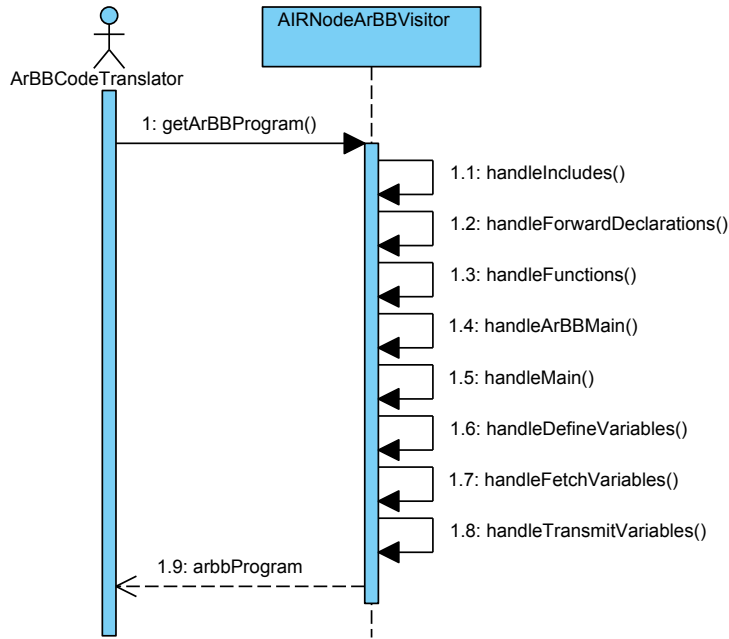 AIRNodeArBBVisitor
ArBBCodeTranslator
1: getArBBProgram()
1.1: handleIncludes()
1.2: handleForwardDeclarations()
1.3: handleFunctions()
1.4: handleArBBMain()
1.5: handleMain()
1.6: handleDefineVariables()
1.7: handleFetchVariables()
1.8: handleTransmitVariables()
1.9: arbbProgram